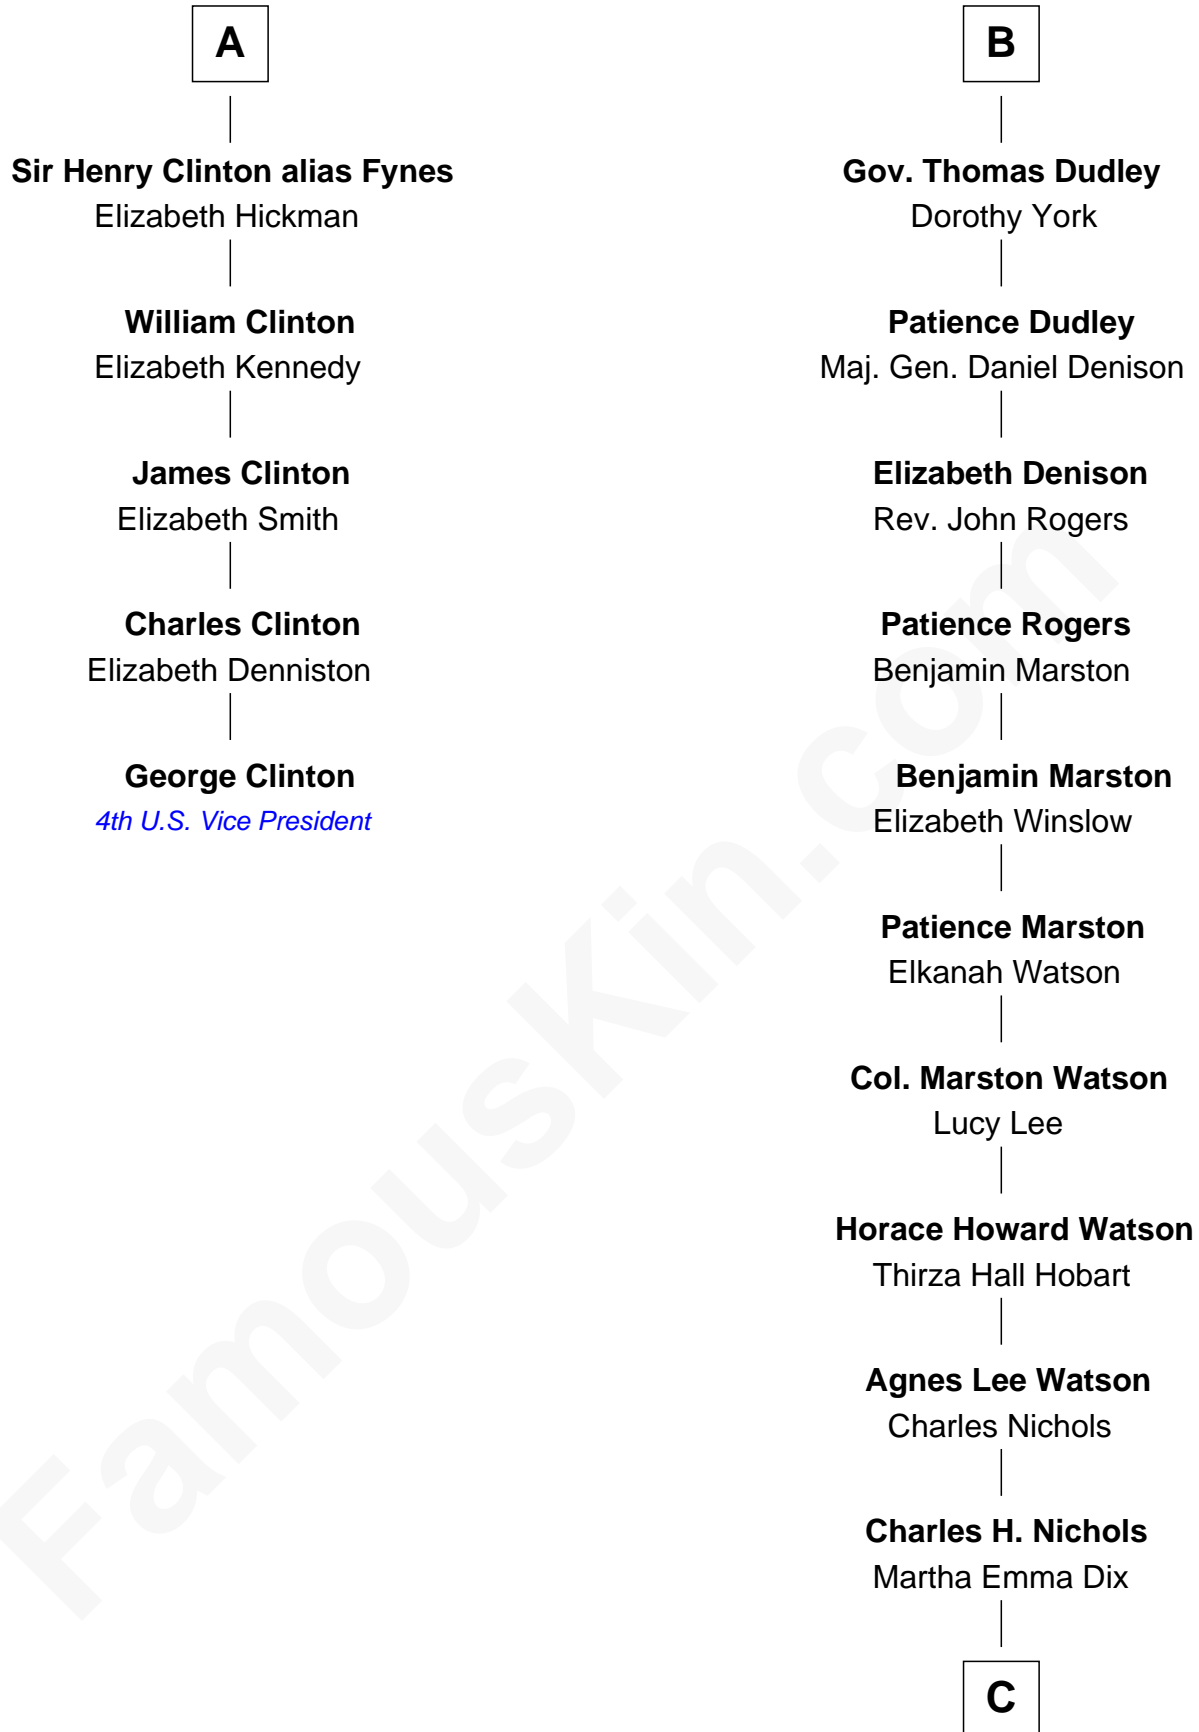 A
Sir Henry Clinton alias Fynes
Elizabeth Hickman
William Clinton
Elizabeth Kennedy
James Clinton
Elizabeth Smith
Charles Clinton
Elizabeth Denniston
George Clinton
4th U.S. Vice President
B
Gov. Thomas Dudley
Dorothy York
Patience Dudley
Maj. Gen. Daniel Denison
Elizabeth Denison
Rev. John Rogers
Patience Rogers
Benjamin Marston
Benjamin Marston
Elizabeth Winslow
Patience Marston
Elkanah Watson
Col. Marston Watson
Lucy Lee
Horace Howard Watson
Thirza Hall Hobart
Agnes Lee Watson
Charles Nichols
Charles H. Nichols
Martha Emma Dix
C
FamousKin.com